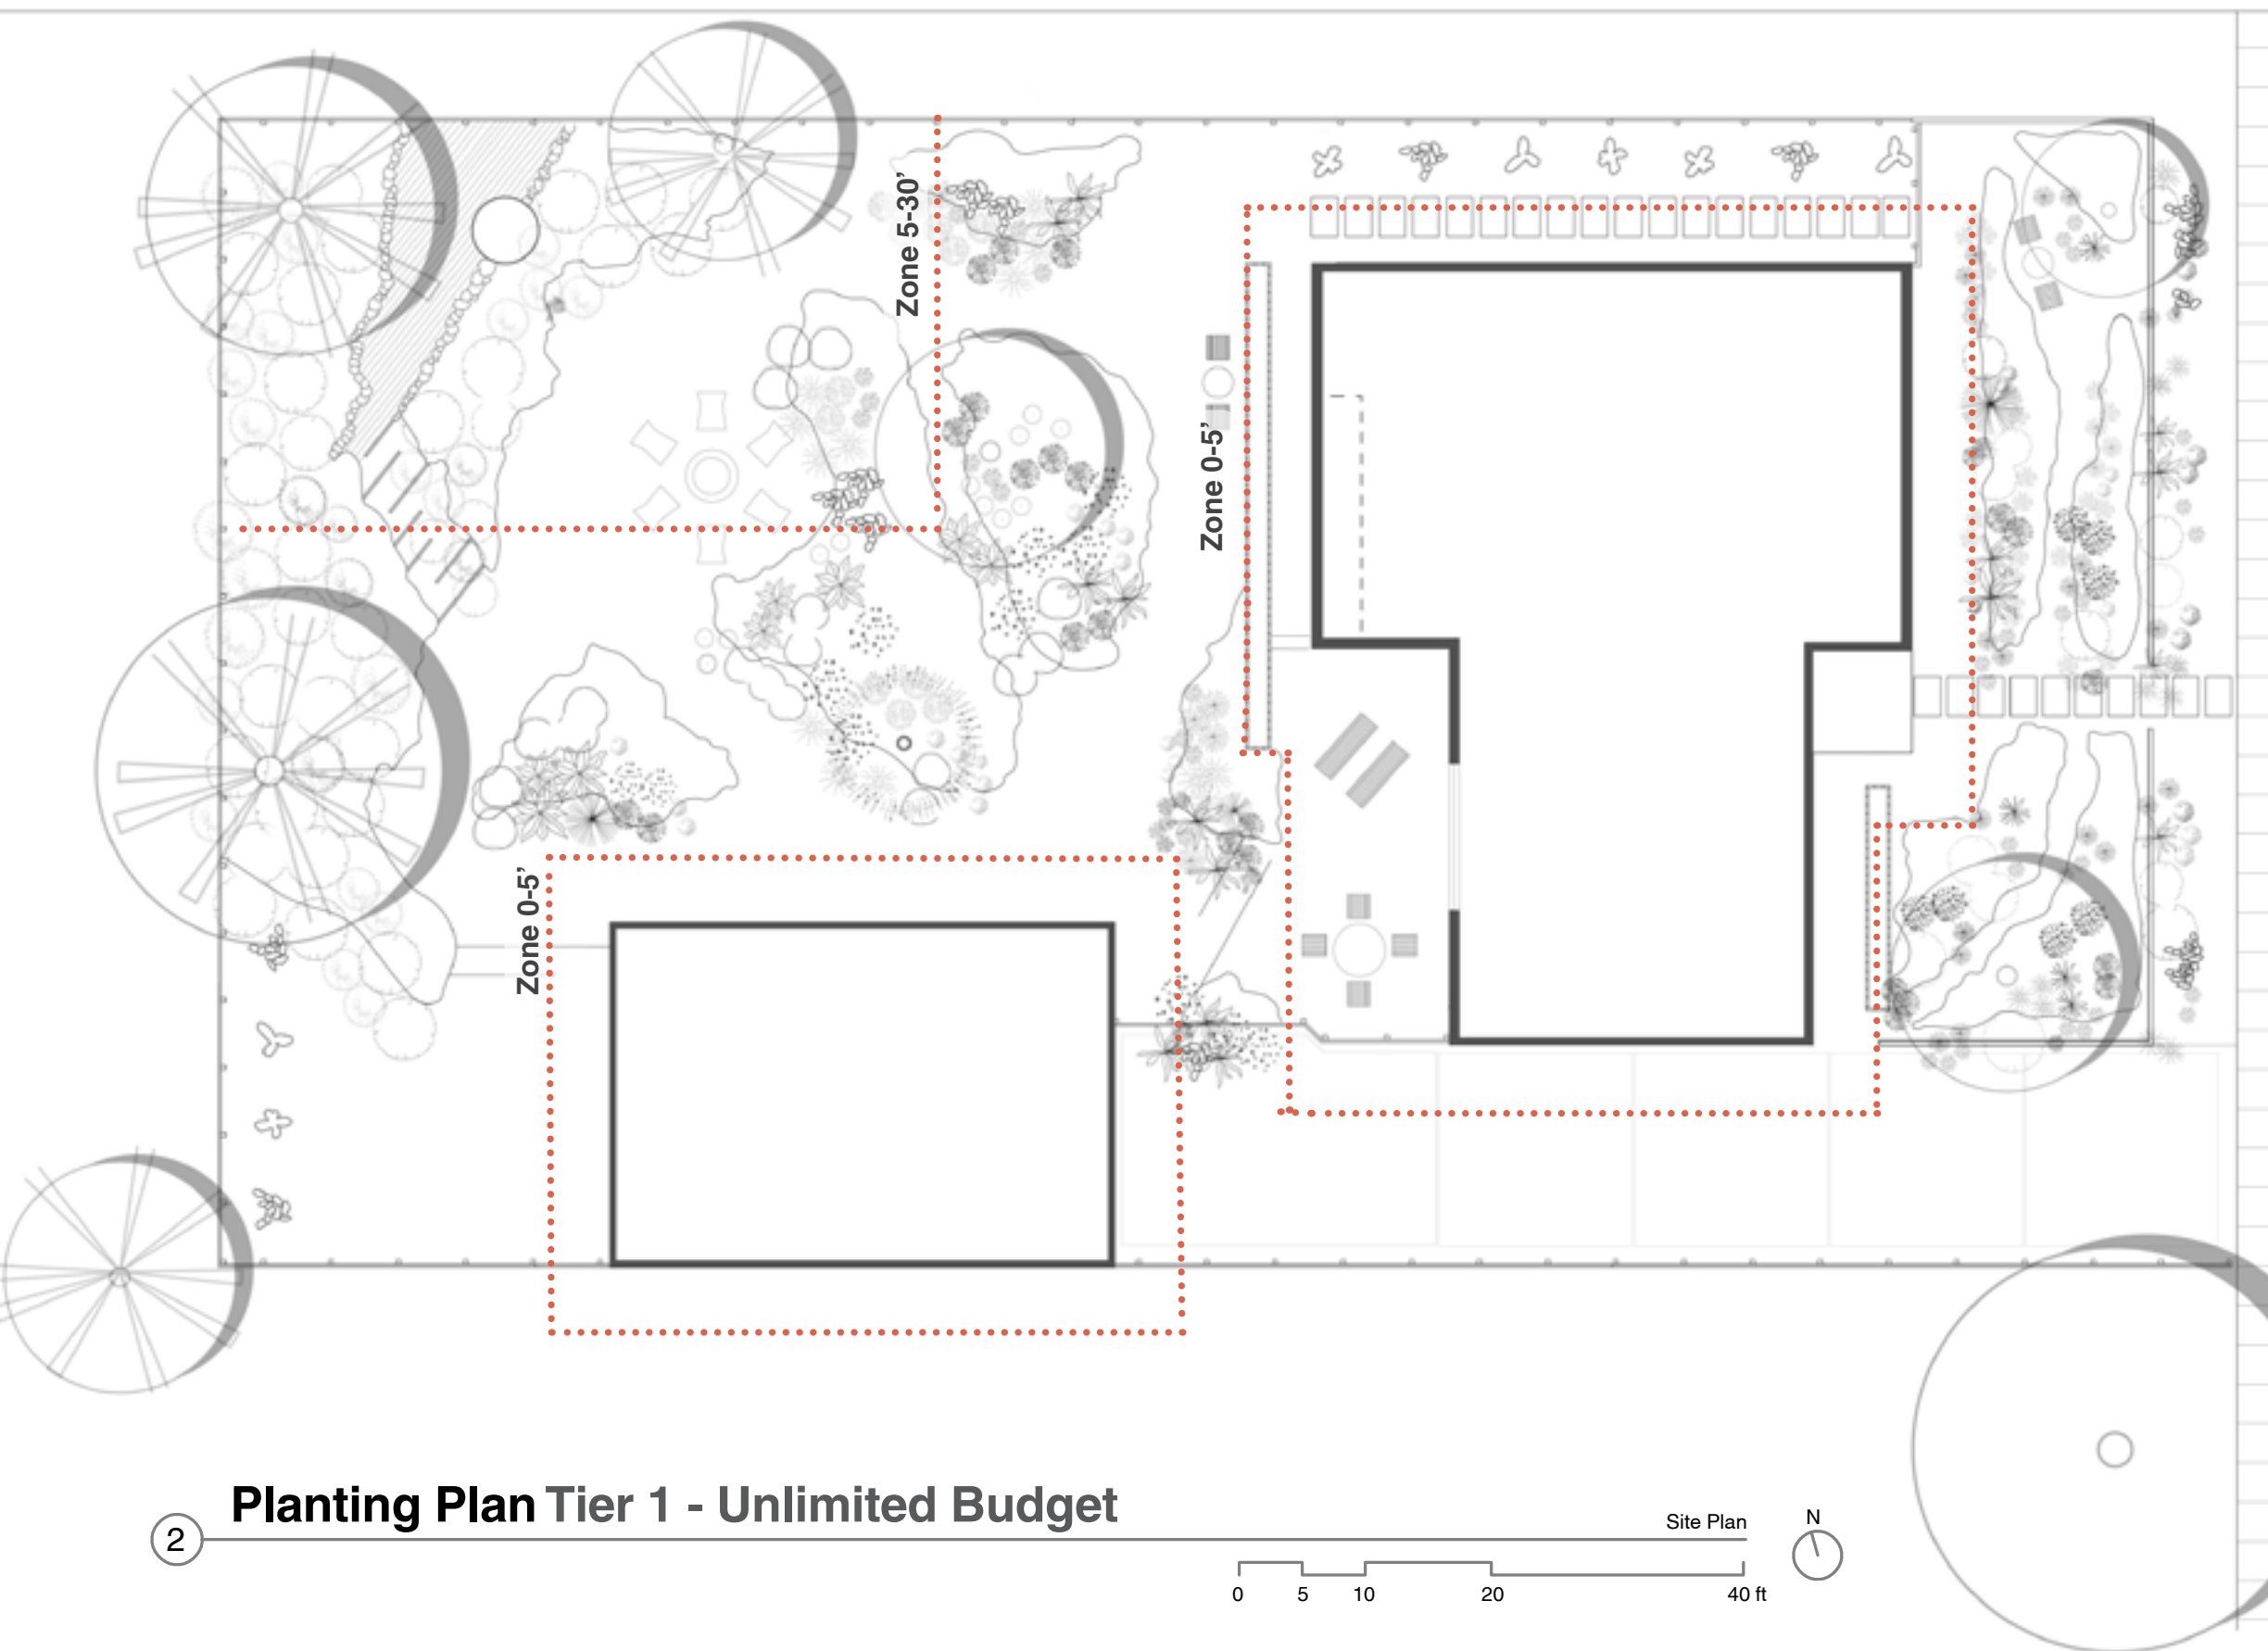 Zone 5-30’
Zone 0-5’
Zone 0-5’
Planting Plan Tier 1 - Unlimited Budget
2
Site Plan
N
0 5 10 20 40 ft